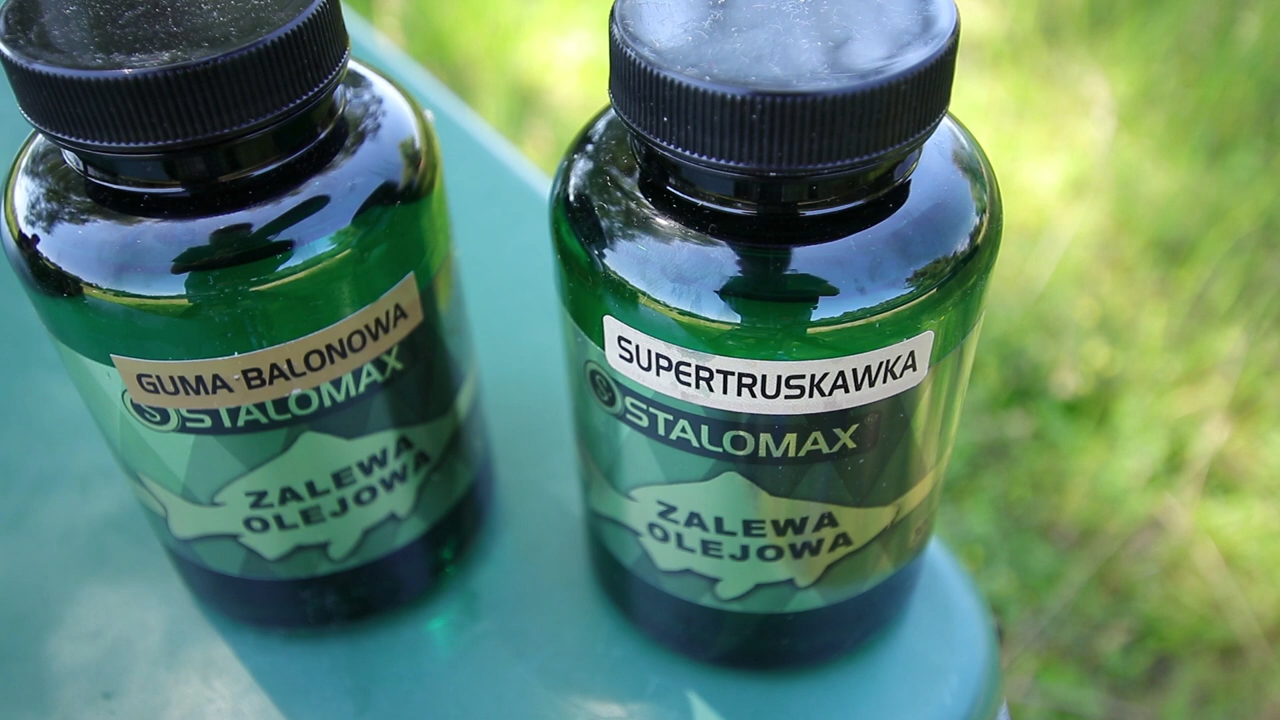 GUMA BALONOWA
STALOMAX
ZALEWA
OLEJOWA
SUPERTRUSKAWKA
STALOMAX
ZALEWA
OLEJOWA